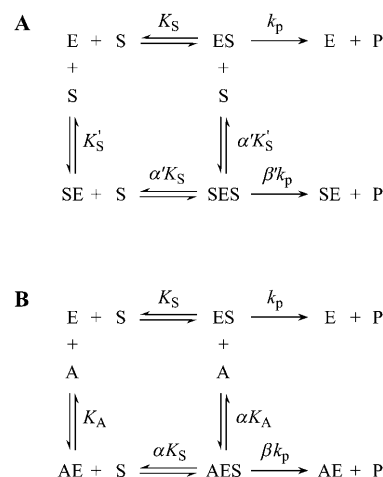 A
K_S k_p
E + S ES E + P
+ +
S S
K'_S α'K'_S
α'K_S β'k_p
SE + S SES SE + P
B
K_S k_p
E + S ES E + P
+ +
A A
K_A αK_A
αK_S βk_p
AE + S AES AE + P